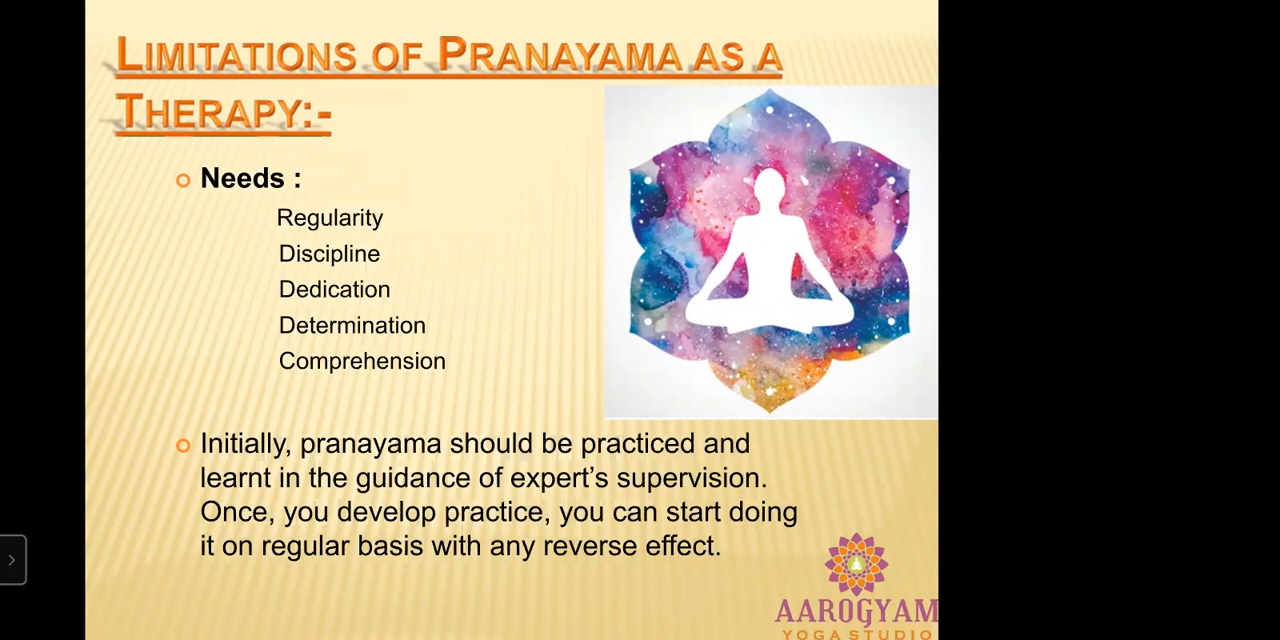 LIMITATIONS OF PRANAYAMA AS A
THERAPY:-
Needs :
Regularity
Discipline
Dedication
Determination
Comprehension
Initially, pranayama should be practiced and
learnt in the guidance of expert’s supervision.
Once, you develop practice, you can start doing
it on regular basis with any reverse effect.
AAROGYAM
YOGA STUDIO